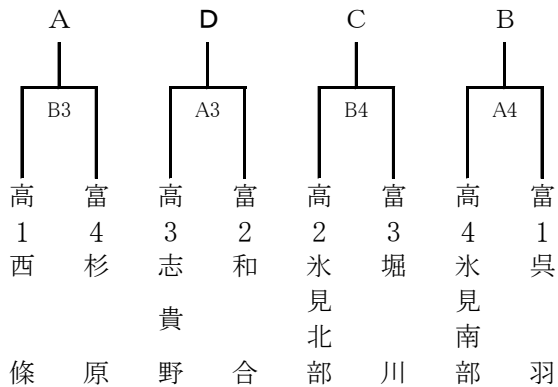 A D C B
B3 A3 B4 A4
高 富 高 富 高 富 高 富
1 4 3 2 2 3 4 1
西條
杉原
志貴野
和合
氷見北部
堀川
氷見南部
呉羽